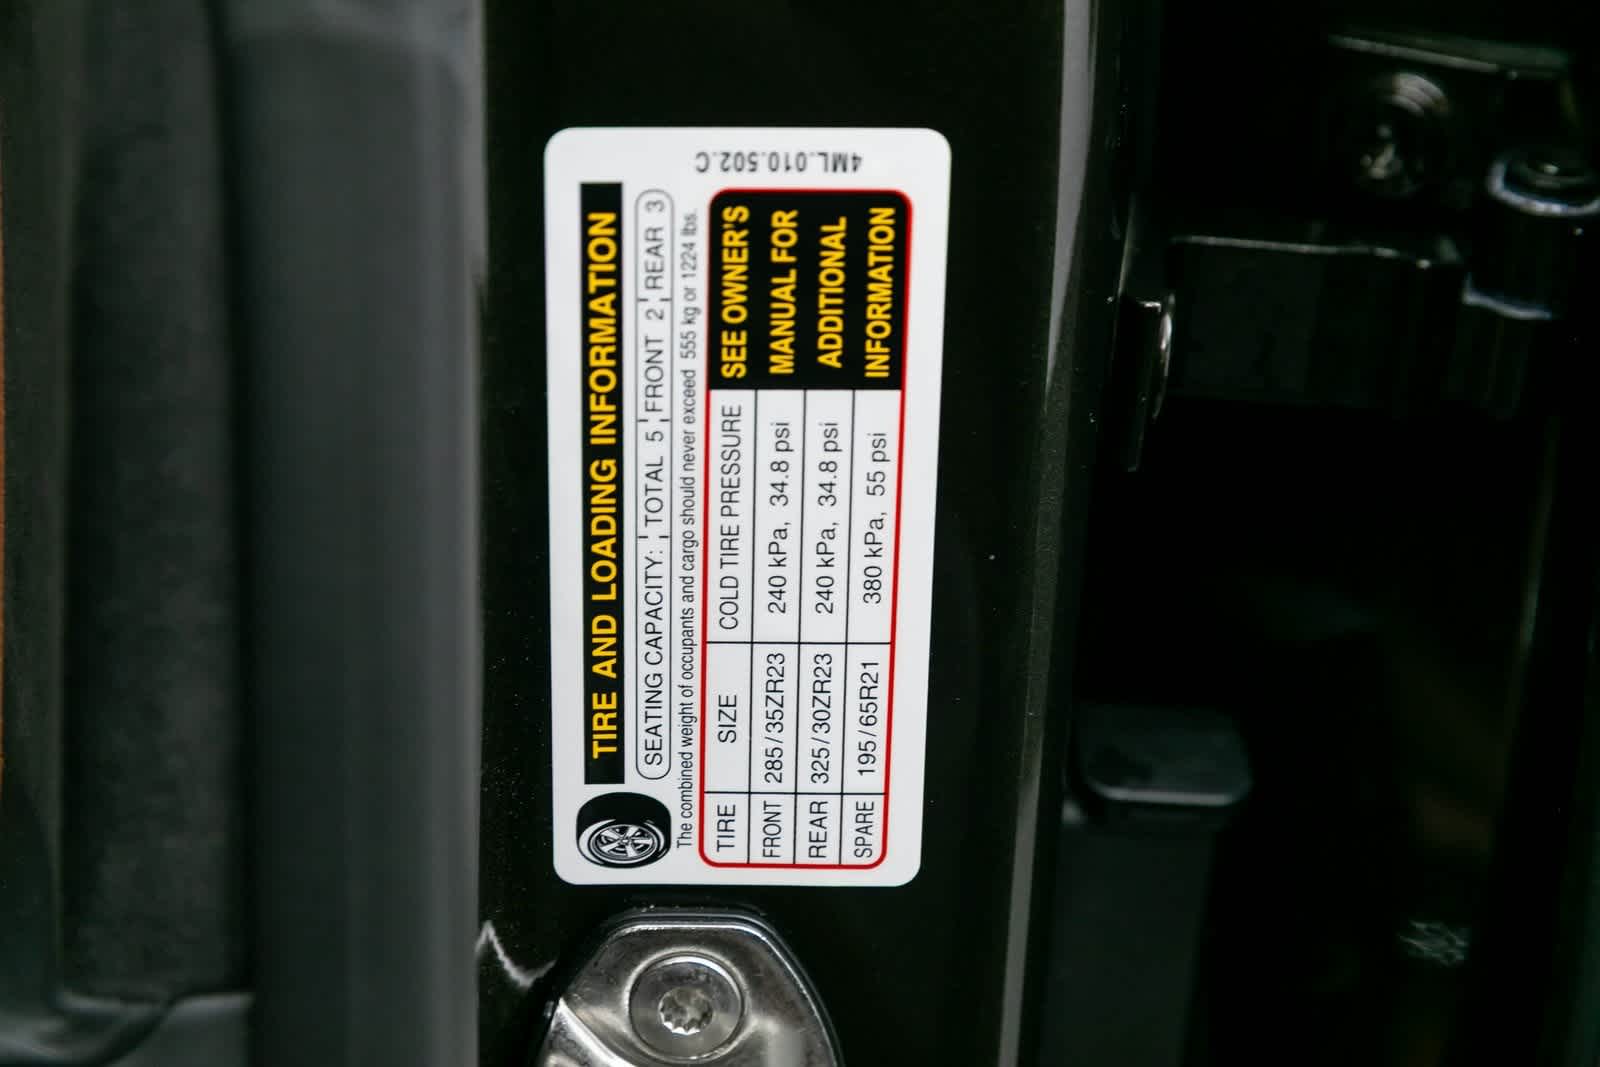 TIRE AND LOADING INFORMATION
SEATING CAPACITY: TOTAL 5 FRONT 2 REAR 3
The combined weight of occupants and cargo should never exceed 555 kg or 1224 lbs.
TIRE SIZE COLD TIRE PRESSURE
FRONT 285/35ZR23 240 kPa, 34.8 psi
REAR 325/30ZR23 240 kPa, 34.8 psi
SPARE 195/65R21 380 kPa, 55 psi
SEE OWNER'S
MANUAL FOR
ADDITIONAL
INFORMATION
4ML.010.502.C